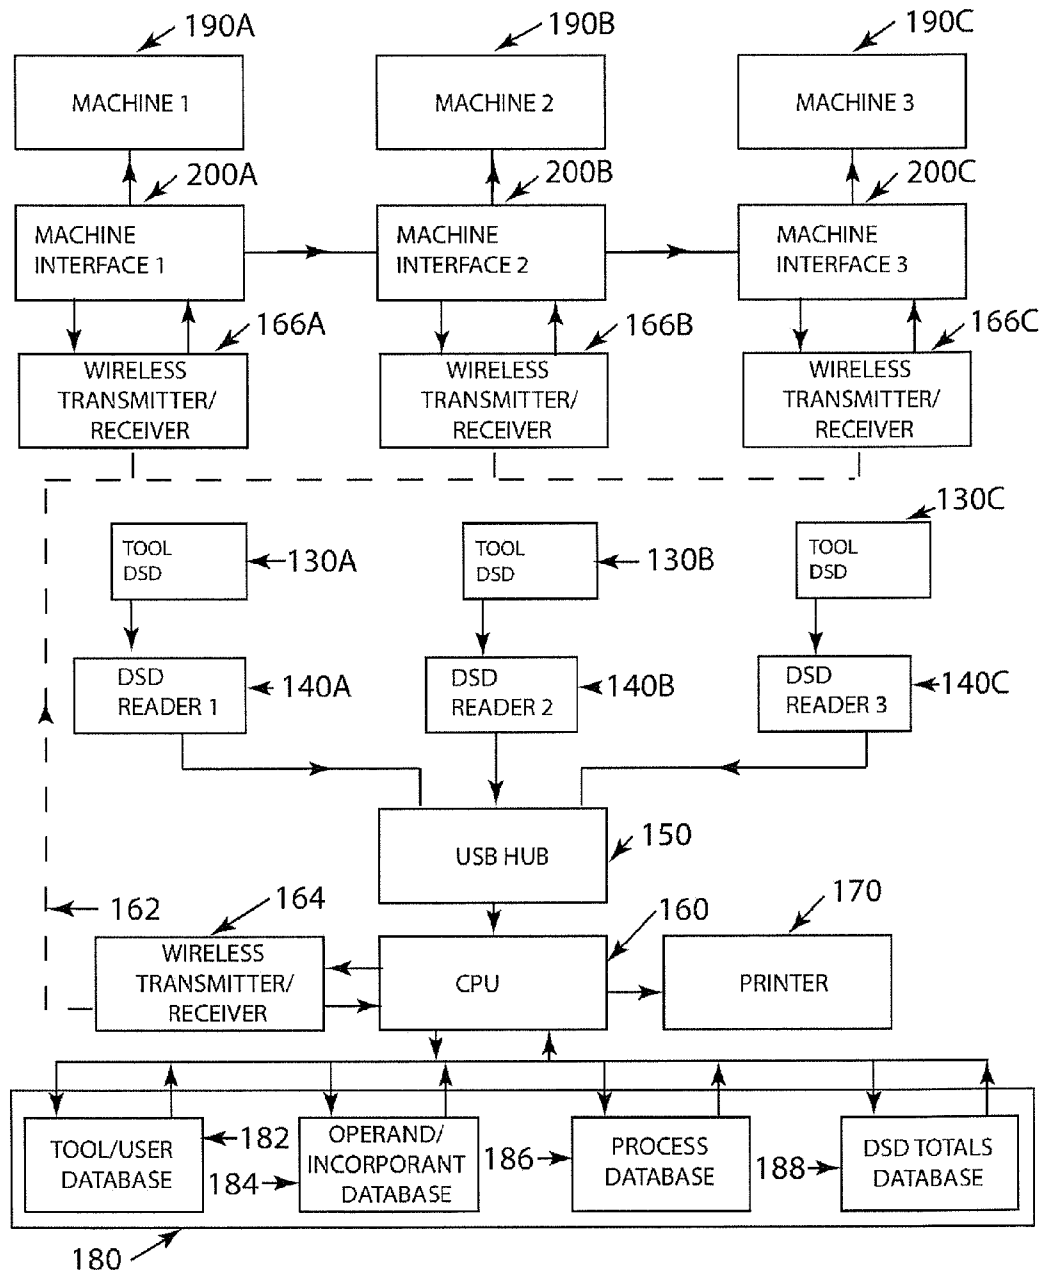 190A
190B
190C
MACHINE 1
MACHINE 2
MACHINE 3
200A
200B
200C
MACHINE
INTERFACE 1
MACHINE
INTERFACE 2
MACHINE
INTERFACE 3
166A
166B
166C
WIRELESS
TRANSMITTER/
RECEIVER
WIRELESS
TRANSMITTER/
RECEIVER
WIRELESS
TRANSMITTER/
RECEIVER
TOOL
DSD
130A
TOOL
DSD
130B
TOOL
DSD
130C
DSD
READER 1
140A
DSD
READER 2
140B
DSD
READER 3
140C
USB HUB
150
162
164
160
170
WIRELESS
TRANSMITTER/
RECEIVER
CPU
PRINTER
TOOL/USER
DATABASE
182
184
OPERAND/
INCORPORANT
DATABASE
186
PROCESS
DATABASE
188
DSD TOTALS
DATABASE
180